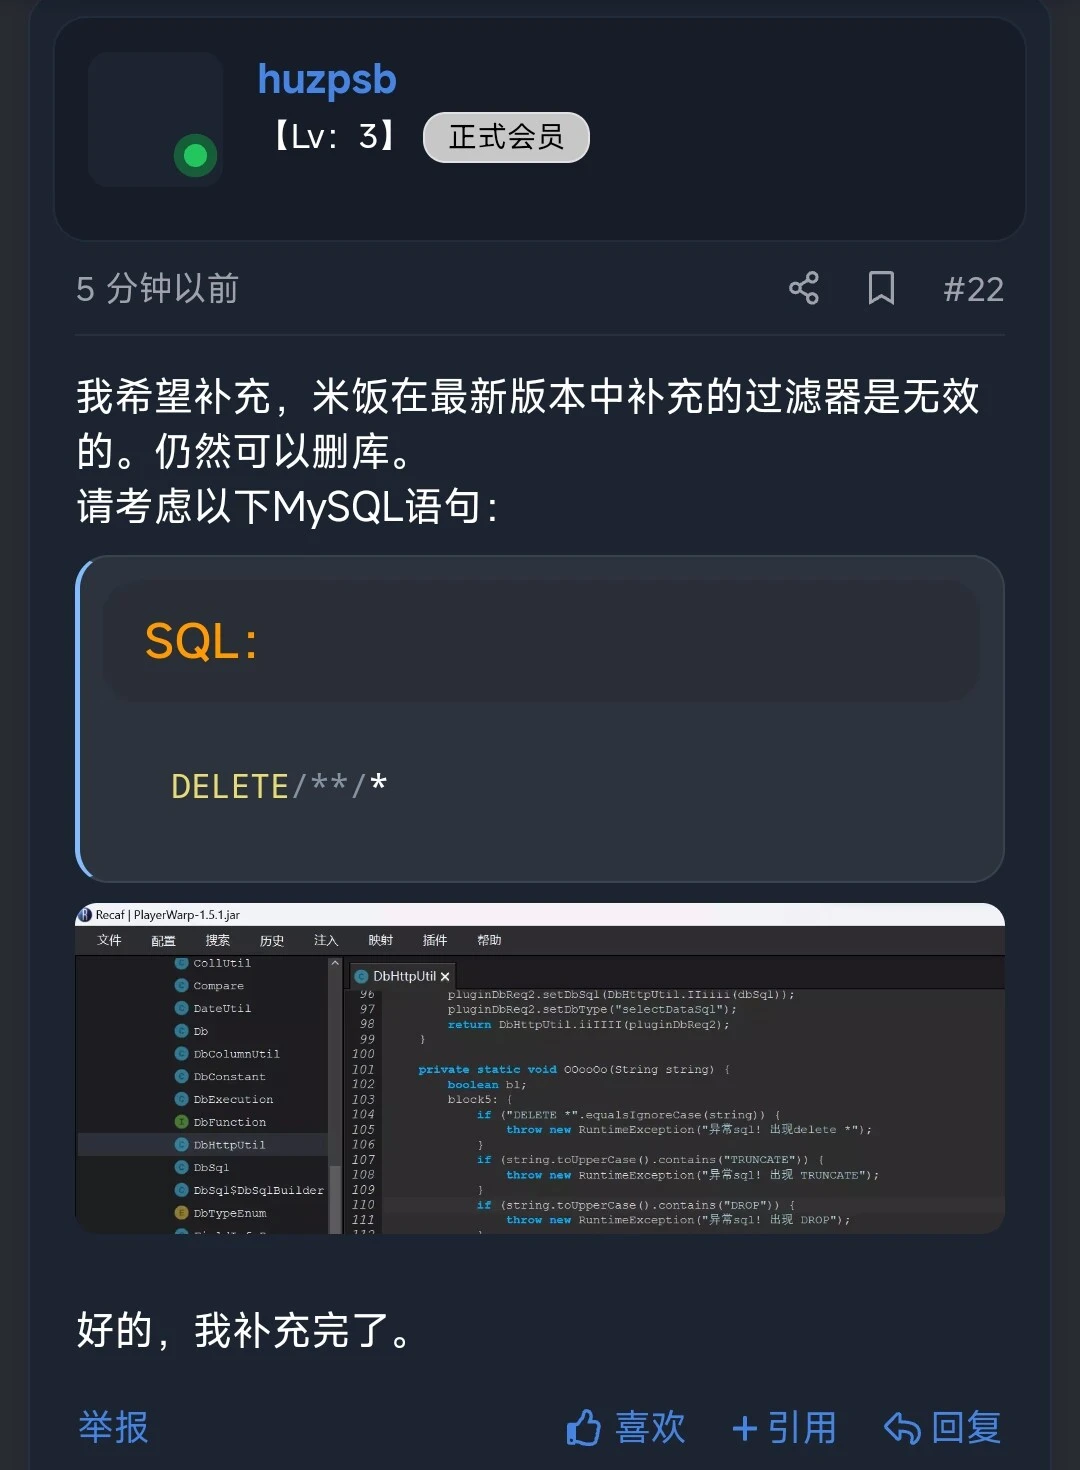 huzpsb
【Lv：3】 正式会员
5 分钟以前 #22
我希望补充，米饭在最新版本中补充的过滤器是无效
的。仍然可以删库。
请考虑以下MySQL语句：
SQL：
DELETE/**/*
Recaf | PlayerWarp-1.5.1.jar
文件 配置 搜索 历史 注入 映射 插件 帮助
CollUtil
Compare
DateUtil
Db
DbColumnUtil
DbConstant
DbExecution
DbFunction
DbHttpUtil
DbSql
DbSql$DbSqlBuilder
DbTypeEnum
DbHttpUtil ×
96 pluginDbReq2.setDbSql(DbHttpUtil.IIiiii(dbSql));
97 pluginDbReq2.setDbType("selectDataSql");
98 return DbHttpUtil.iiIIII(pluginDbReq2);
99 }
100
101 private static void OOooOo(String string) {
102 boolean bl;
103 block5: {
104 if ("DELETE *".equalsIgnoreCase(string)) {
105 throw new RuntimeException("异常sql! 出现delete *");
106 }
107 if (string.toUpperCase().contains("TRUNCATE")) {
108 throw new RuntimeException("异常sql! 出现 TRUNCATE");
109 }
110 if (string.toUpperCase().contains("DROP")) {
111 throw new RuntimeException("异常sql! 出现 DROP");
好的，我补充完了。
举报 喜欢 + 引用 回复